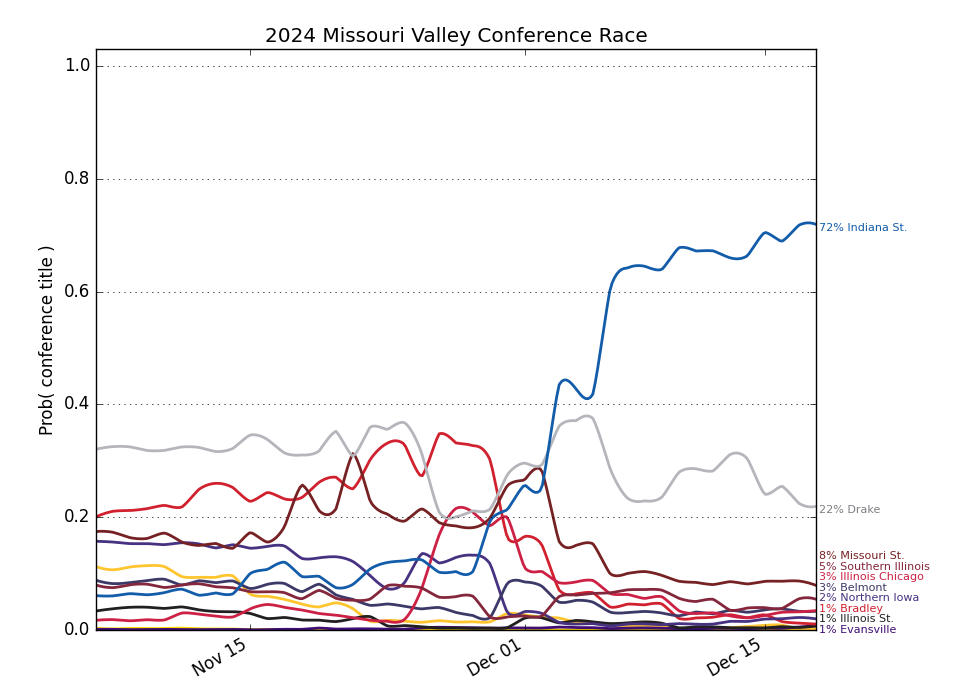 2024 Missouri Valley Conference Race
Prob( conference title )
1.0
0.8
0.6
0.4
0.2
0.0
Nov 15
Dec 01
Dec 15
72% Indiana St.
22% Drake
8% Missouri St.
5% Southern Illinois
3% Illinois Chicago
3% Belmont
2% Northern Iowa
1% Bradley
1% Illinois St.
1% Evansville